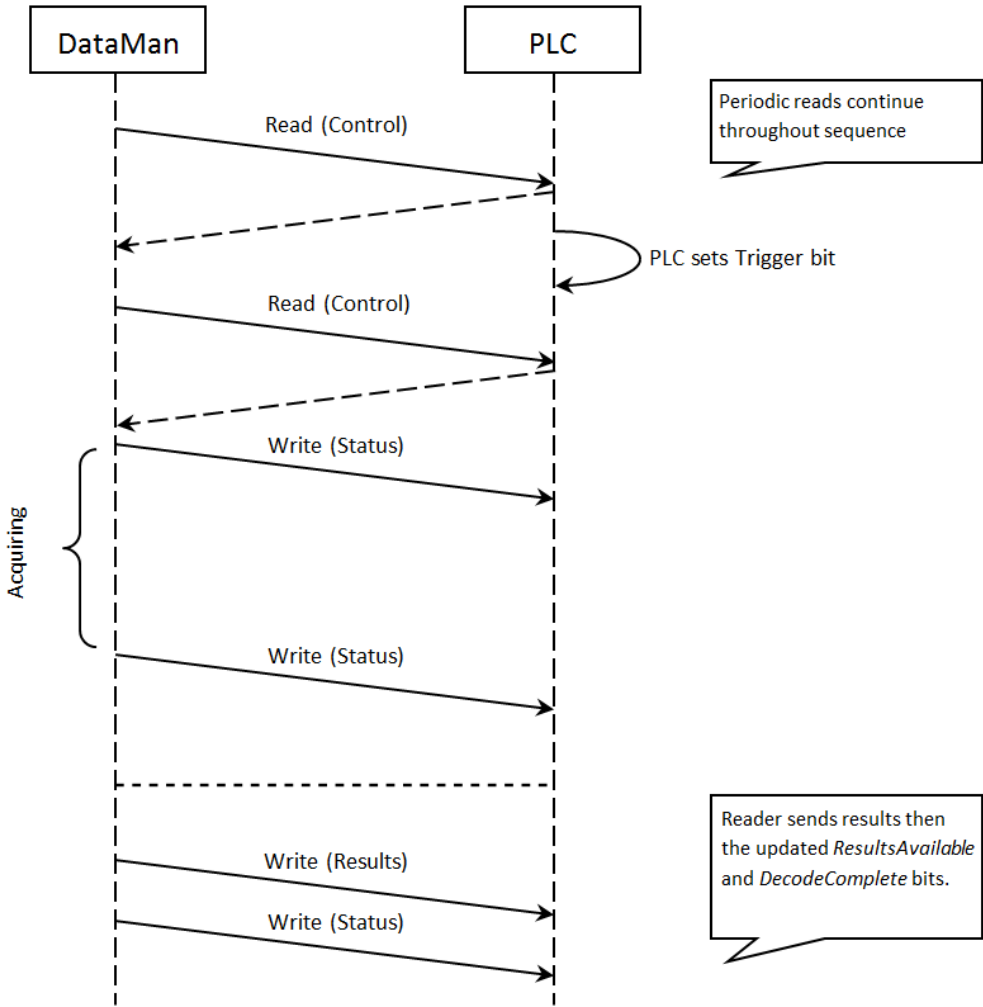 DataMan
PLC
Periodic reads continue
throughout sequence
Read (Control)
PLC sets Trigger bit
Read (Control)
Write (Status)
Acquiring
Write (Status)
Reader sends results then
the updated ResultsAvailable
and DecodeComplete bits.
Write (Results)
Write (Status)